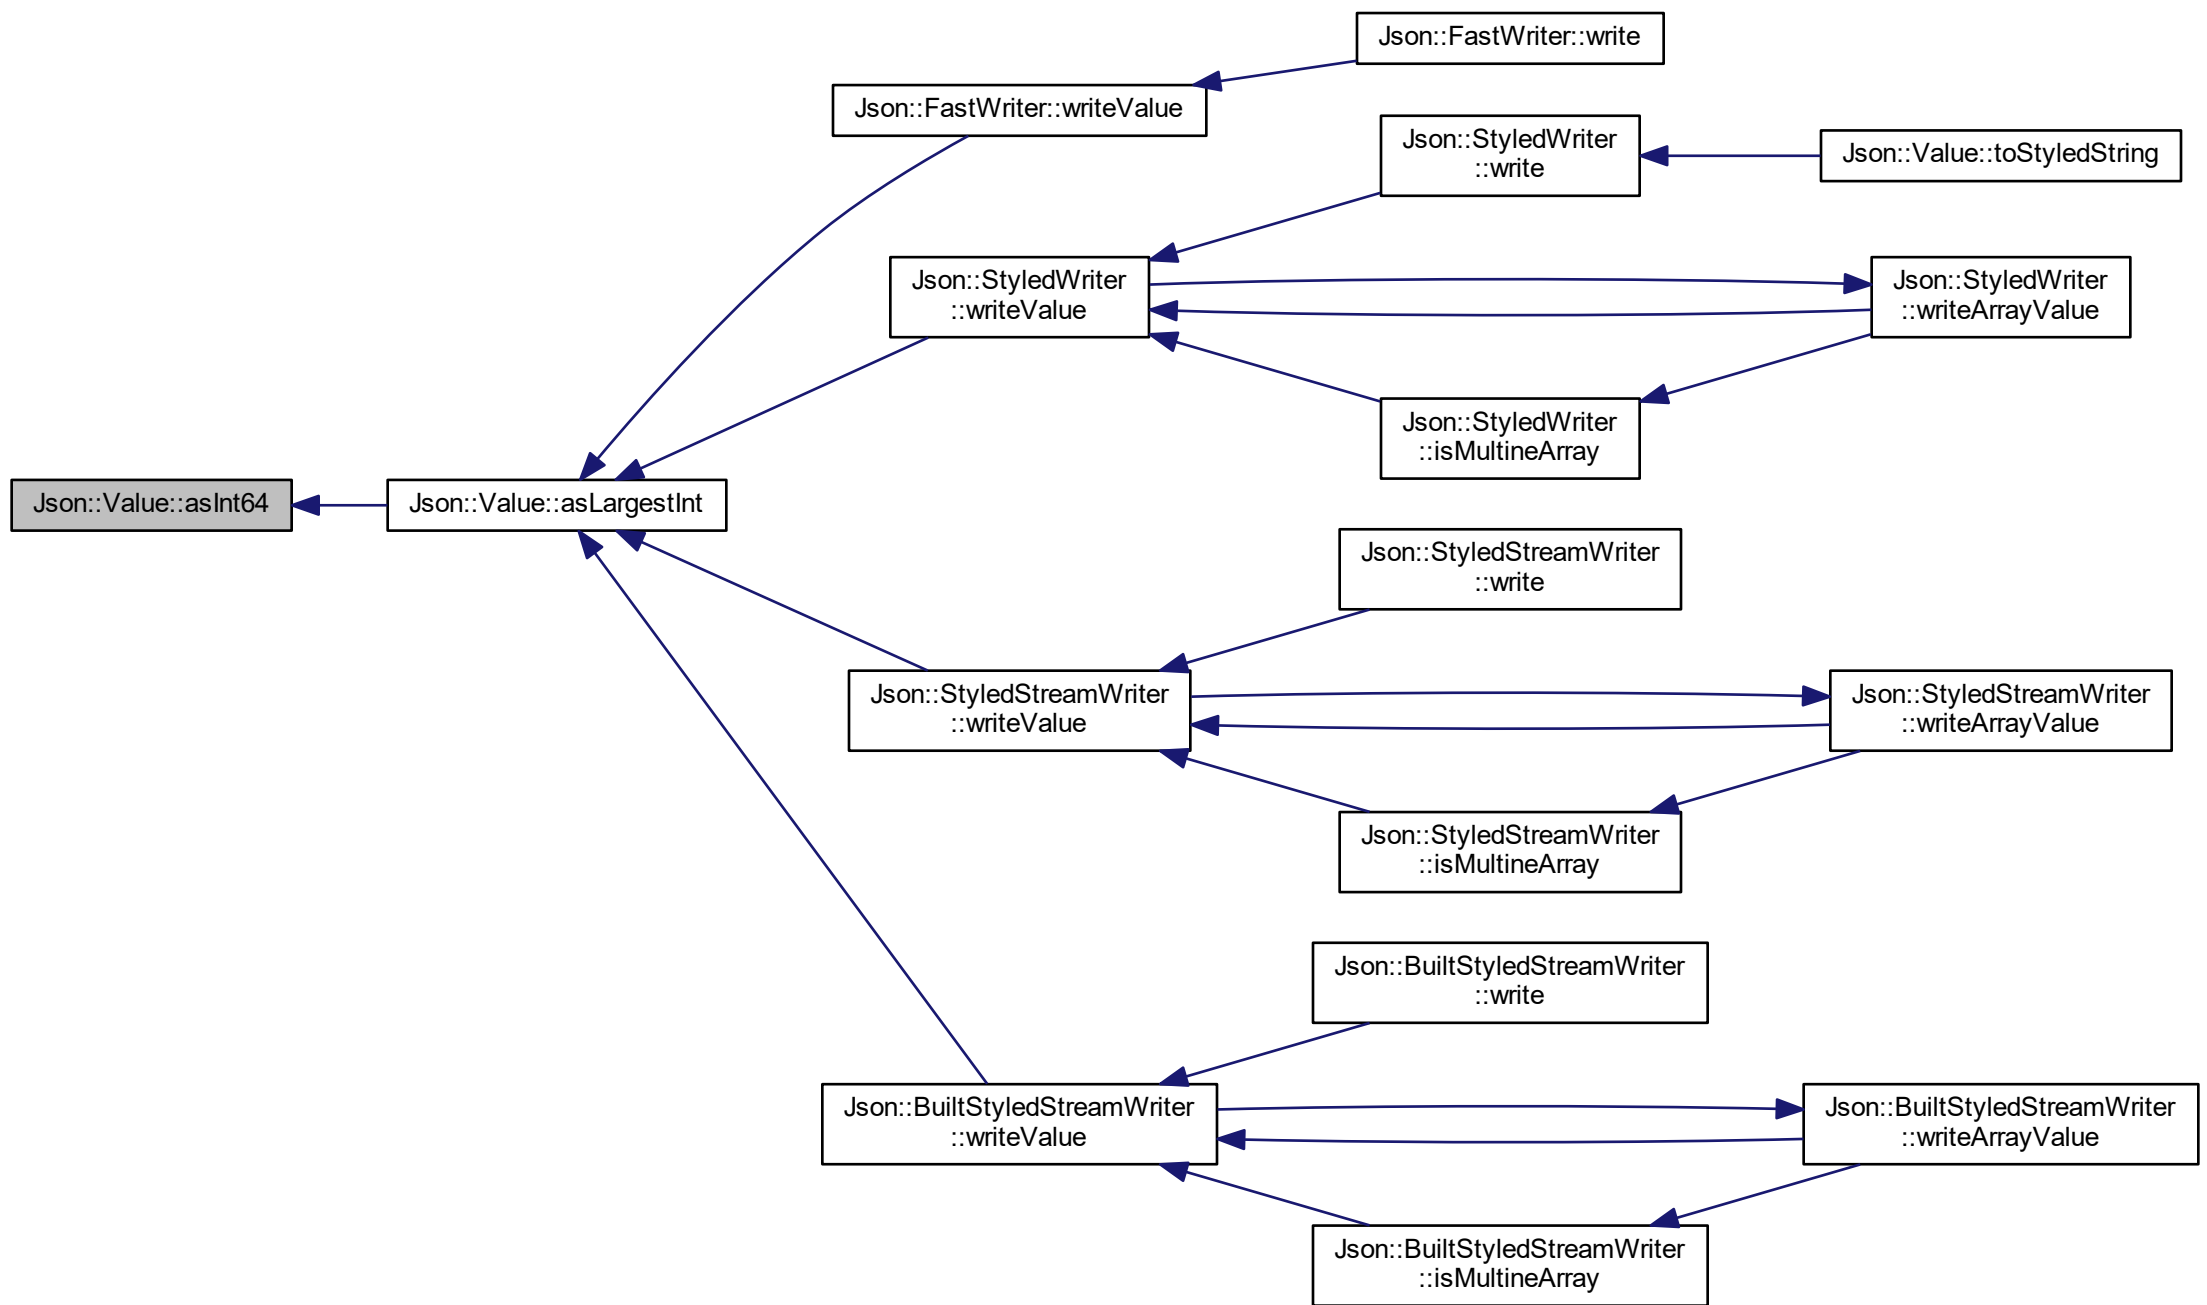 Json::FastWriter::write
Json::FastWriter::writeValue
Json::StyledWriter
::write
Json::Value::toStyledString
Json::StyledWriter
::writeValue
Json::StyledWriter
::writeArrayValue
Json::StyledWriter
::isMultineArray
Json::Value::asInt64
Json::Value::asLargestInt
Json::StyledStreamWriter
::write
Json::StyledStreamWriter
::writeValue
Json::StyledStreamWriter
::writeArrayValue
Json::StyledStreamWriter
::isMultineArray
Json::BuiltStyledStreamWriter
::write
Json::BuiltStyledStreamWriter
::writeValue
Json::BuiltStyledStreamWriter
::writeArrayValue
Json::BuiltStyledStreamWriter
::isMultineArray